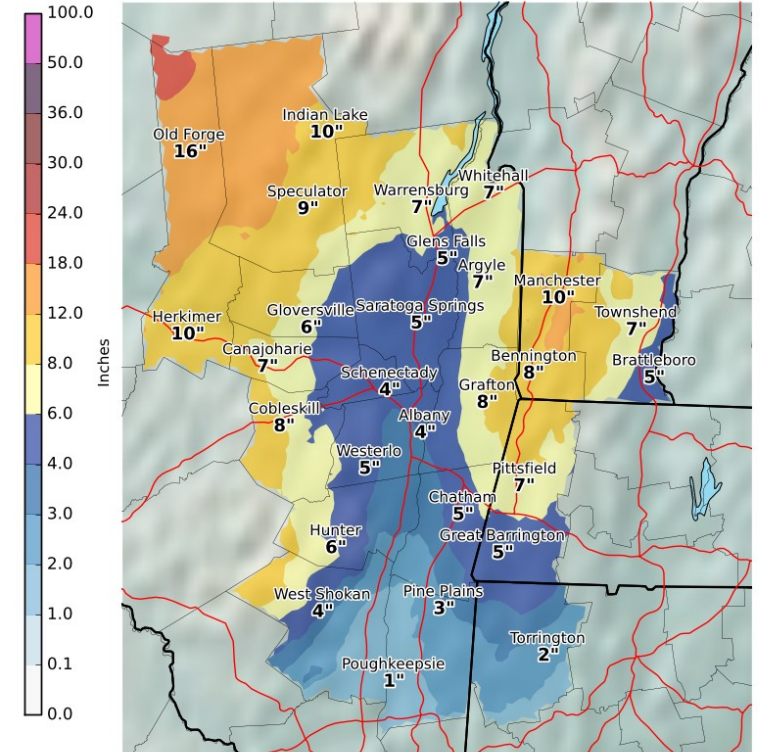 100.0
50.0
36.0
30.0
24.0
18.0
12.0
8.0
6.0
4.0
3.0
2.0
1.0
0.1
0.0
Inches
Indian Lake
10"
Old Forge
16"
Whitehall
7"
Speculator
9"
Warrensburg
7"
Glens Falls
5"
Argyle
7"
Manchester
10"
Herkimer
10"
Gloversville
6"
Saratoga Springs
5"
Townshend
7"
Canajoharie
7"
Bennington
8"
Brattleboro
5"
Schenectady
4"
Grafton
8"
Cobleskill
8"
Albany
4"
Westerlo
5"
Pittsfield
7"
Chatham
5"
Hunter
6"
Great Barrington
5"
West Shokan
4"
Pine Plains
3"
Torrington
2"
Poughkeepsie
1"